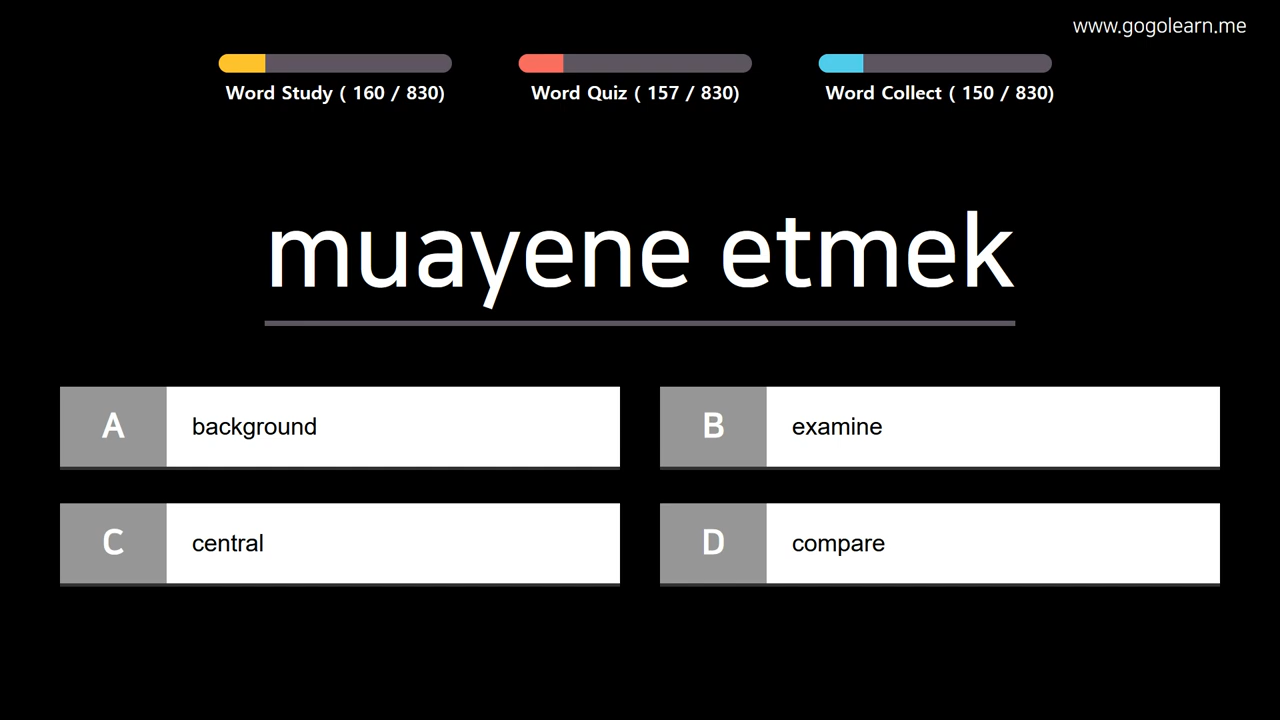 www.gogolearn.me
Word Study ( 160 / 830)
Word Quiz ( 157 / 830)
Word Collect ( 150 / 830)
muayene etmek
A background
B examine
C central
D compare